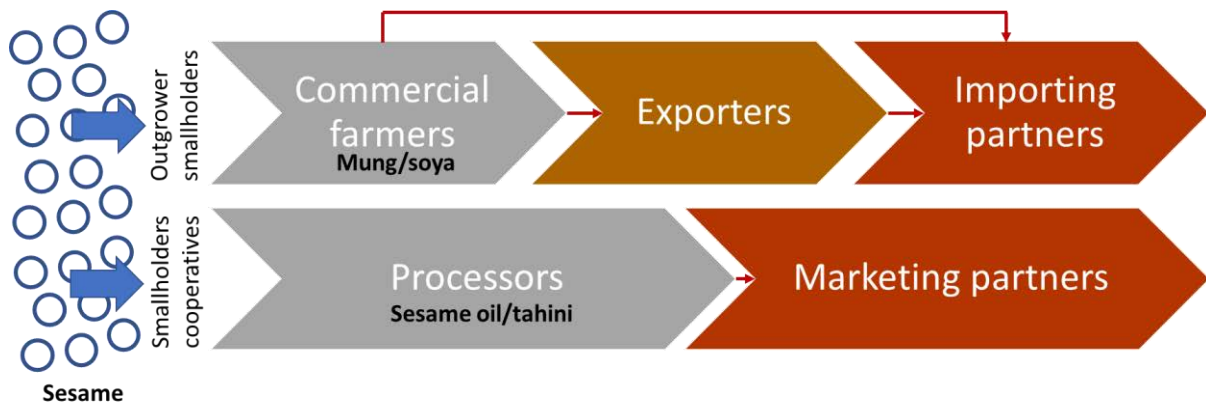 Outgrower
smallholders
Commercial
farmers
Mung/soya
Exporters
Importing
partners
Smallholders
cooperatives
Processors
Sesame oil/tahini
Marketing partners
Sesame